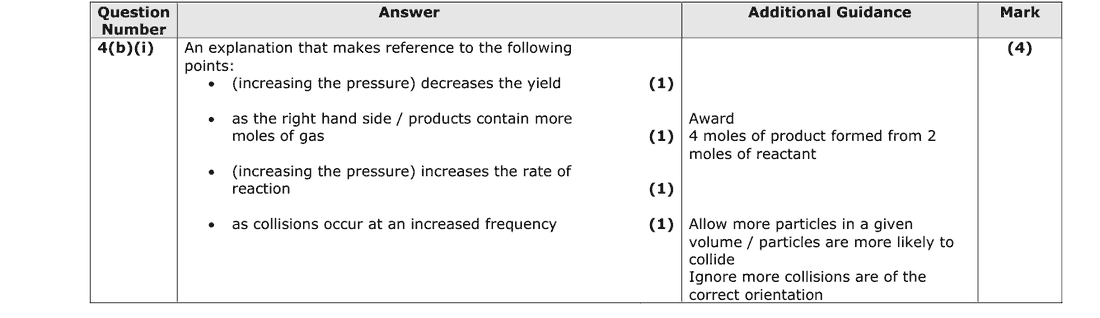 Question Number
Answer
Additional Guidance
Mark
4(b)(i)
An explanation that makes reference to the following
points:
• (increasing the pressure) decreases the yield (1)
• as the right hand side / products contain more
moles of gas (1)
• (increasing the pressure) increases the rate of
reaction (1)
• as collisions occur at an increased frequency (1)
Award
4 moles of product formed from 2
moles of reactant
Allow more particles in a given
volume / particles are more likely to
collide
Ignore more collisions are of the
correct orientation
(4)